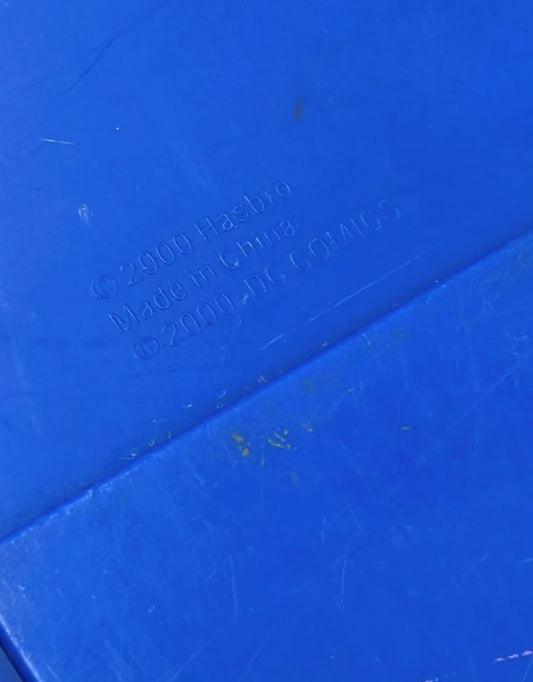 © 2000 Hasbro
Made in China
© 2000 DC COMICS.